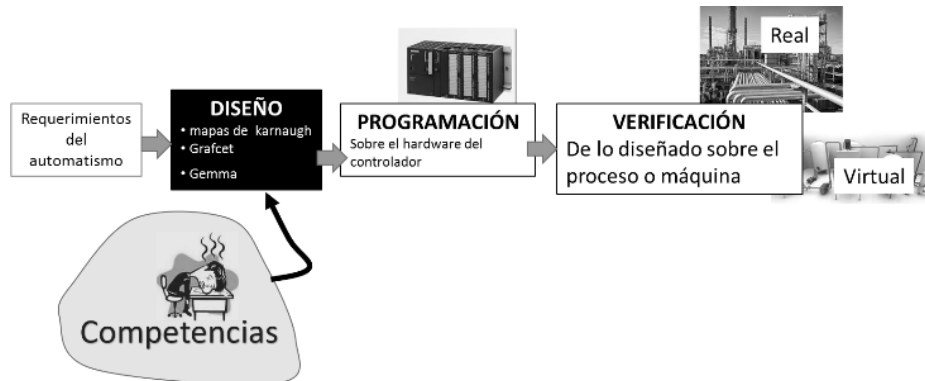 Requerimientos
del
automatismo
DISEÑO
• mapas de karnaugh
• Grafcet
• Gemma
PROGRAMACIÓN
Sobre el hardware del
controlador
VERIFICACIÓN
De lo diseñado sobre el
proceso o máquina
Real
Virtual
Competencias